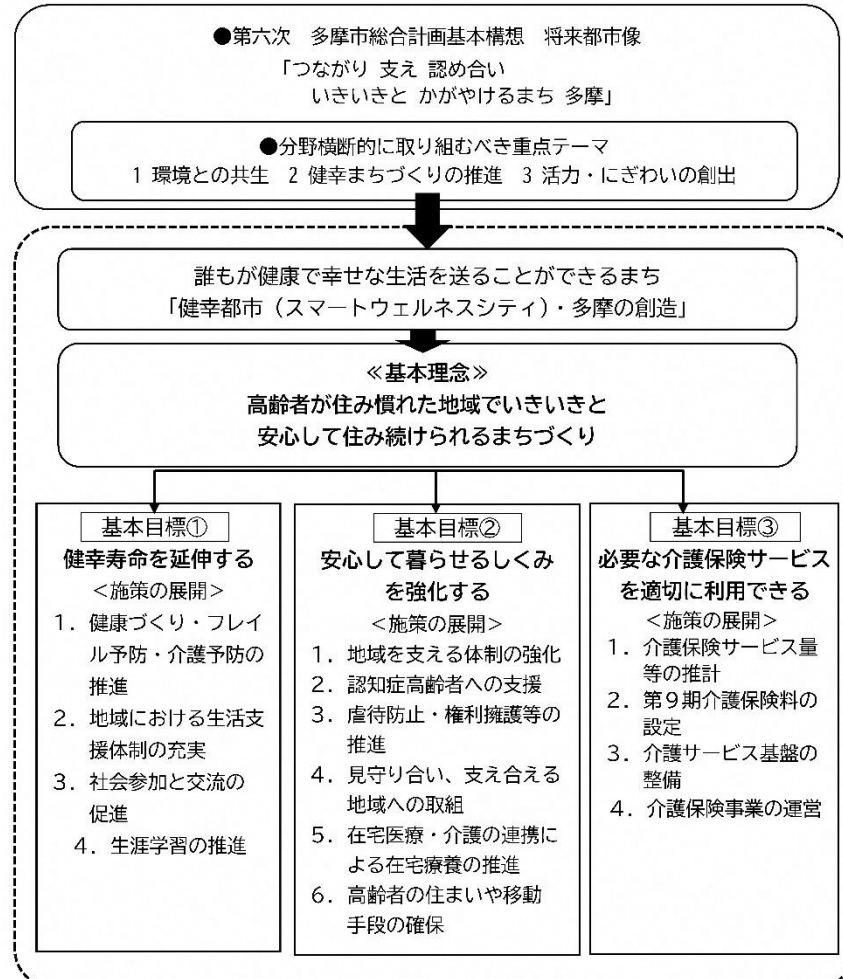 ●第六次　多摩市総合計画基本構想　将来都市像
「つながり 支え 認め合い
いきいきと かがやけるまち 多摩」
●分野横断的に取り組むべき重点テーマ
1 環境との共生　2 健幸まちづくりの推進　3 活力・にぎわいの創出
誰もが健康で幸せな生活を送ることができるまち
「健幸都市（スマートウェルネスシティ）・多摩の創造」
≪基本理念≫
高齢者が住み慣れた地域でいきいきと
安心して住み続けられるまちづくり
基本目標①
健幸寿命を延伸する
＜施策の展開＞
1．健康づくり・フレイ
ル予防・介護予防の
推進
2．地域における生活支
援体制の充実
3．社会参加と交流の
促進
4．生涯学習の推進
基本目標②
安心して暮らせるしくみ
を強化する
＜施策の展開＞
1．地域を支える体制の強化
2．認知症高齢者への支援
3．虐待防止・権利擁護等の
推進
4．見守り合い、支え合える
地域への取組
5．在宅医療・介護の連携に
よる在宅療養の推進
6．高齢者の住まいや移動
手段の確保
基本目標③
必要な介護保険サービス
を適切に利用できる
＜施策の展開＞
1．介護保険サービス量
等の推計
2．第９期介護保険料の
設定
3．介護サービス基盤の
整備
4．介護保険事業の運営